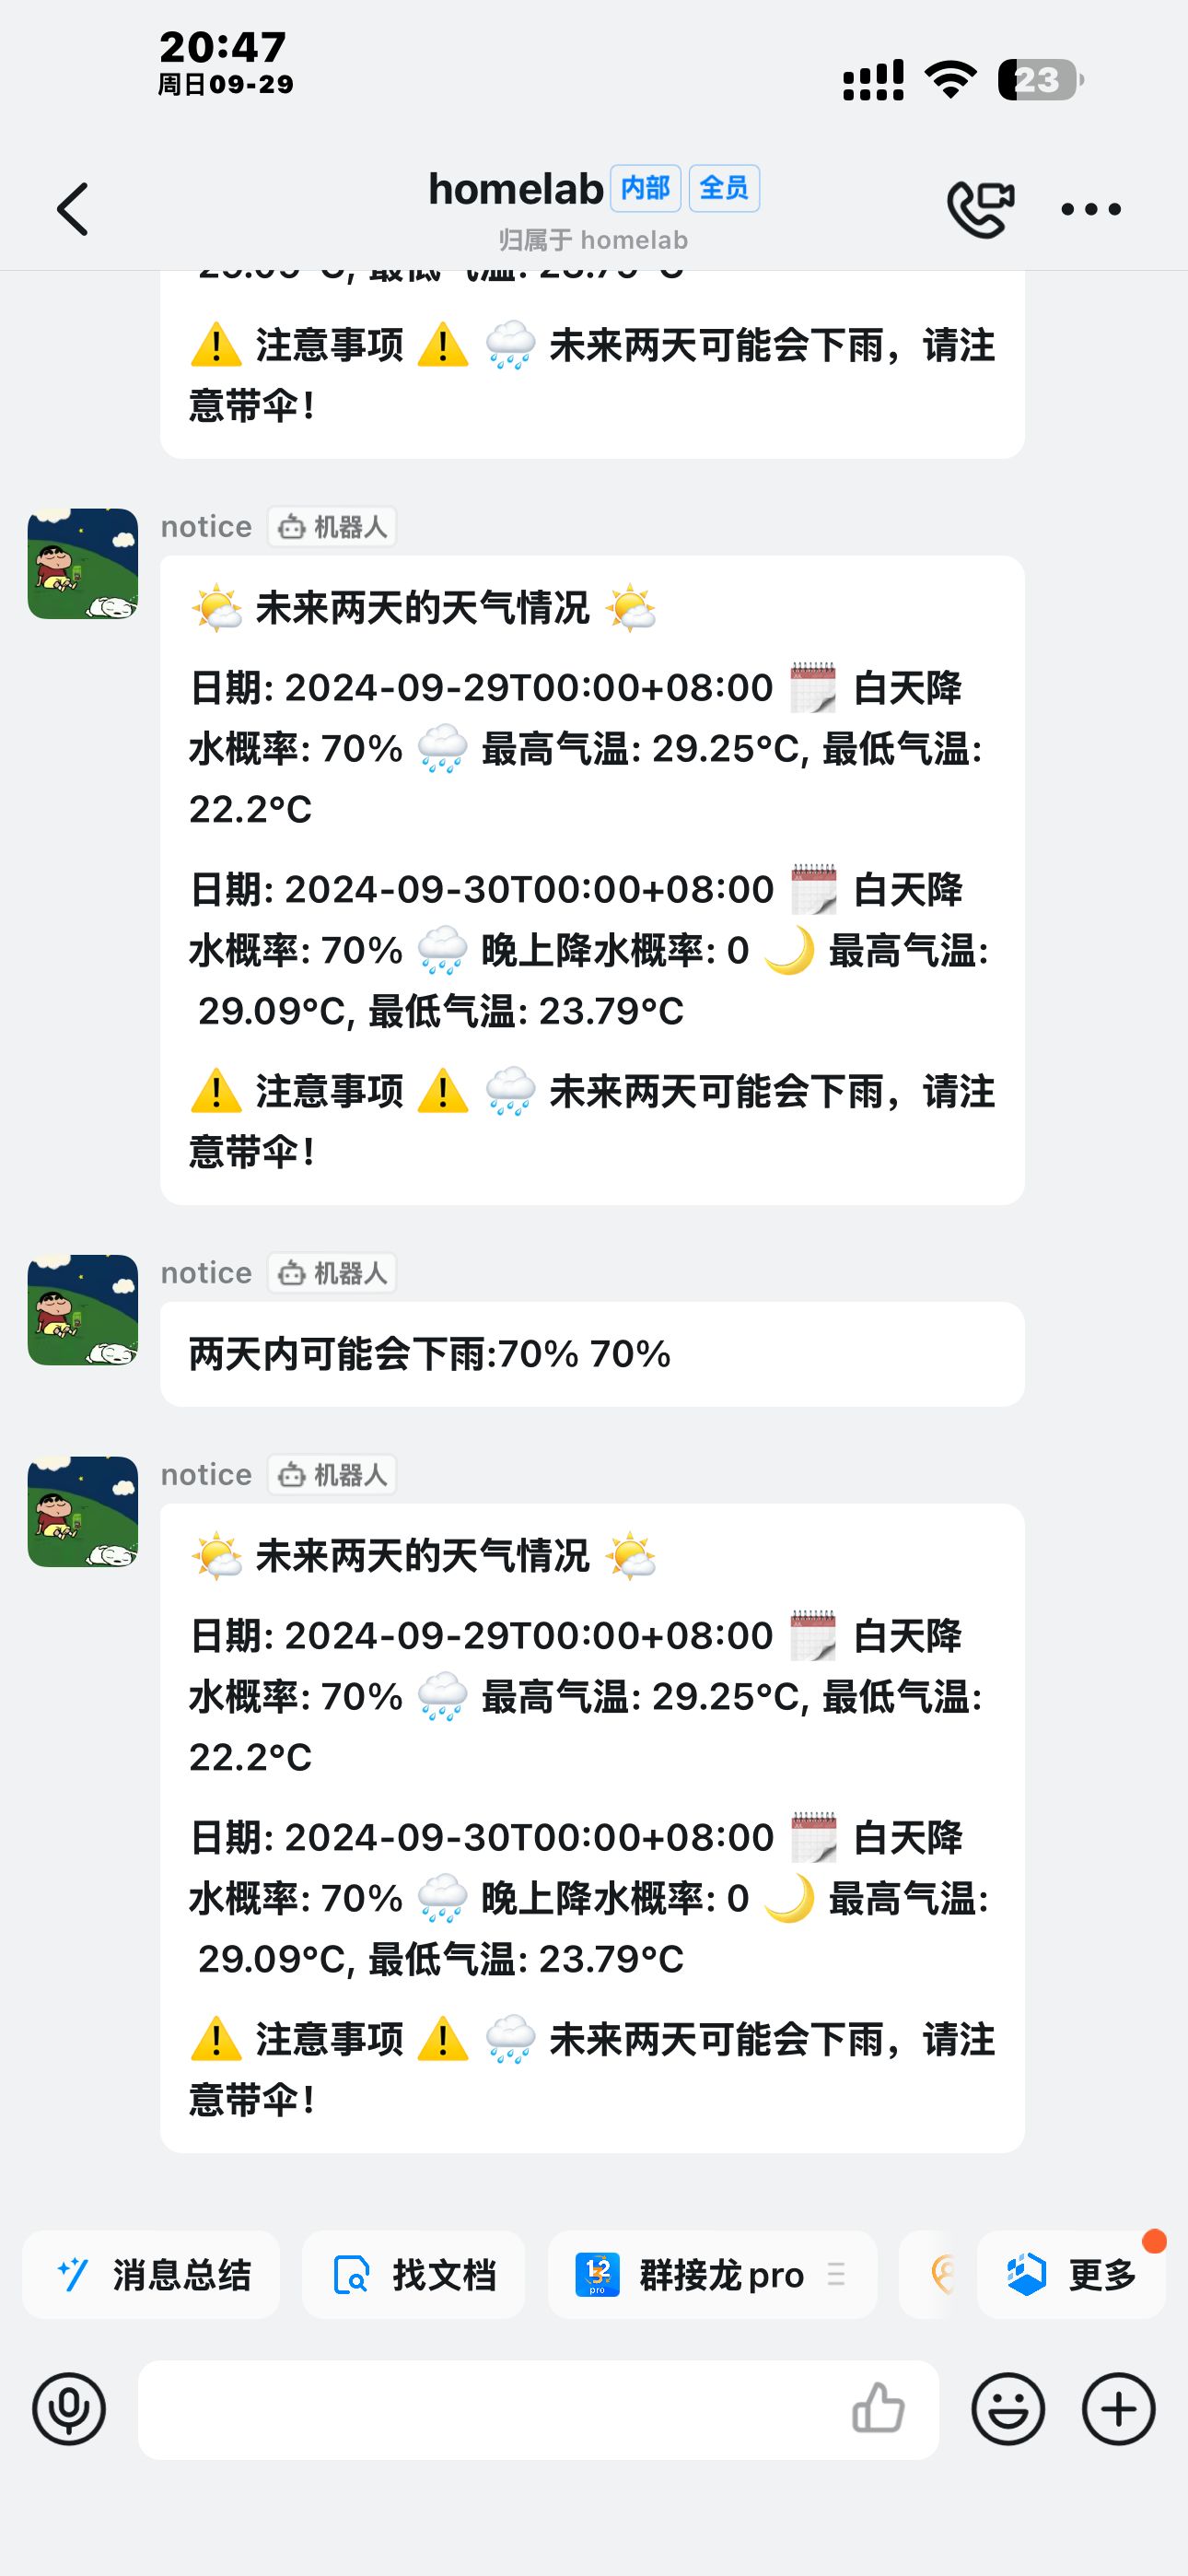 20:47
周日09-29
23
homelab 内部 全员
归属于 homelab
⚠️ 注意事项 ⚠️ 🌧️ 未来两天可能会下雨，请注
意带伞！
notice 机器人
🌤️ 未来两天的天气情况 🌤️
日期: 2024-09-29T00:00+08:00 🗓️ 白天降
水概率: 70% 🌧️ 最高气温: 29.25°C, 最低气温:
22.2°C
日期: 2024-09-30T00:00+08:00 🗓️ 白天降
水概率: 70% 🌧️ 晚上降水概率: 0 🌙 最高气温:
29.09°C, 最低气温: 23.79°C
⚠️ 注意事项 ⚠️ 🌧️ 未来两天可能会下雨，请注
意带伞！
notice 机器人
两天内可能会下雨:70% 70%
notice 机器人
🌤️ 未来两天的天气情况 🌤️
日期: 2024-09-29T00:00+08:00 🗓️ 白天降
水概率: 70% 🌧️ 最高气温: 29.25°C, 最低气温:
22.2°C
日期: 2024-09-30T00:00+08:00 🗓️ 白天降
水概率: 70% 🌧️ 晚上降水概率: 0 🌙 最高气温:
29.09°C, 最低气温: 23.79°C
⚠️ 注意事项 ⚠️ 🌧️ 未来两天可能会下雨，请注
意带伞！
消息总结 找文档 群接龙pro 更多